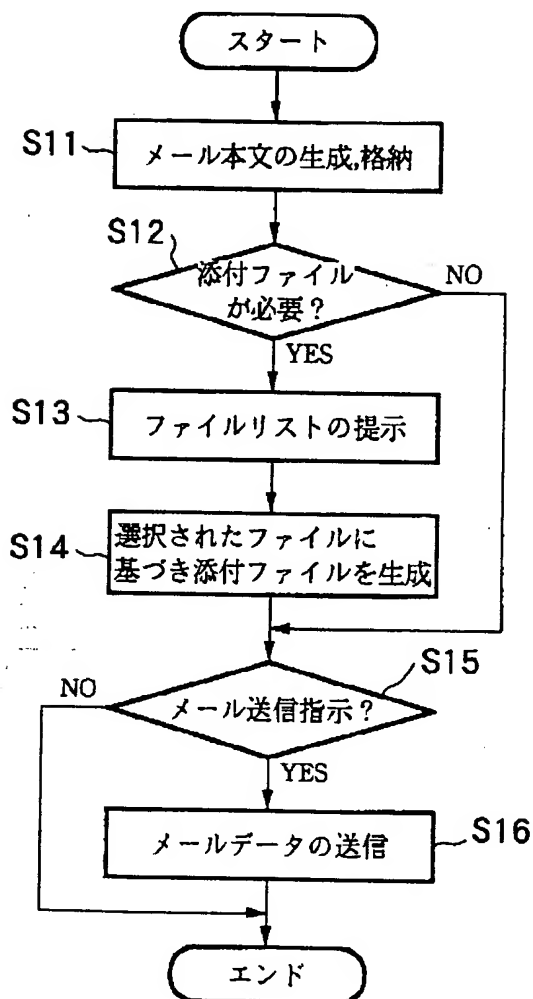 スタート
S11
メール本文の生成,格納
S12
添付ファイル
が必要?
NO
YES
S13
ファイルリストの提示
S14
選択されたファイルに
基づき添付ファイルを生成
S15
NO
メール送信指示?
YES
S16
メールデータの送信
エンド